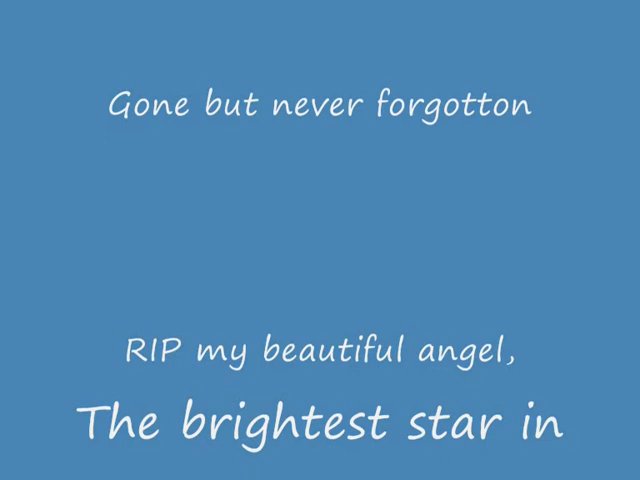 Gone but never forgotton
RIP my beautiful angel,
The brightest star in